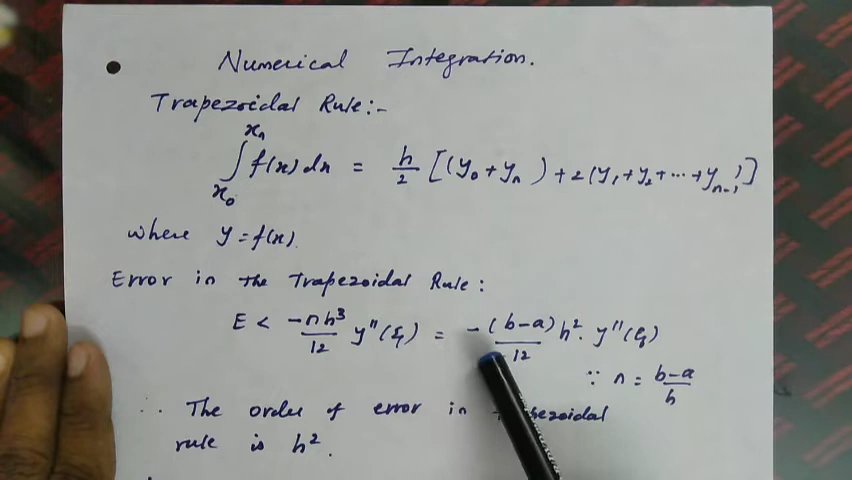 Numerical Integration.
Trapezoidal Rule:-
∫_{x₀}^{xₙ} f(x) dx = h/2 [(y₀ + yₙ) + 2(y₁ + y₂ + ... + yₙ₋₁)]
where y = f(x).
Error in the Trapezoidal Rule:
E < -nh³/12 y''(ξ) = -(b-a)/12 h². y''(ξ)
∵ n = b-a/h
∴ The order of error in
rule is h².